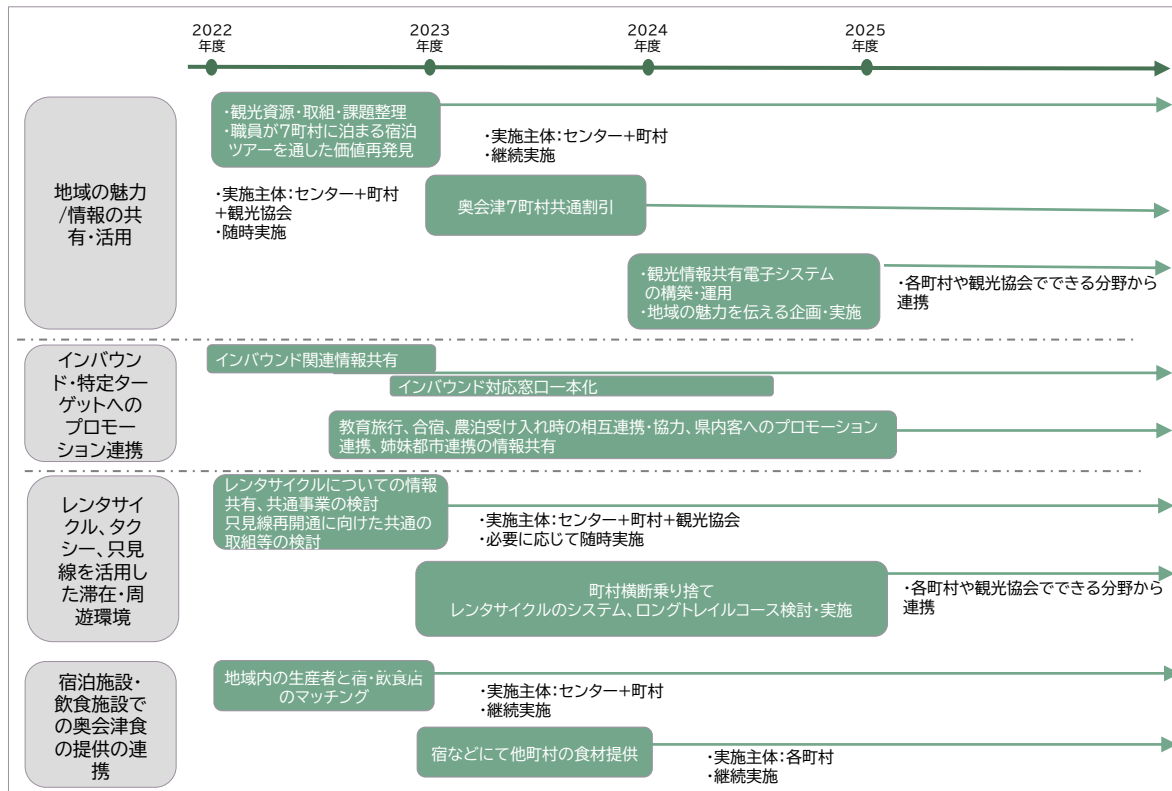 2022
年度
2023
年度
2024
年度
2025
年度
地域の魅力
/情報の共
有・活用
・観光資源・取組・課題整理
・職員が7町村に泊まる宿泊
ツアーを通した価値再発見
・実施主体:センター+町村
・継続実施
・実施主体:センター+町村
+観光協会
・随時実施
奥会津7町村共通割引
・観光情報共有電子システム
の構築・運用
・地域の魅力を伝える企画・実施
・各町村や観光協会でできる分野から
連携
インバウン
ド・特定ター
ゲットへの
プロモー
ション連携
インバウンド関連情報共有
インバウンド対応窓口一本化
教育旅行、合宿、農泊受け入れ時の相互連携・協力、県内客へのプロモーション
連携、姉妹都市連携の情報共有
レンタサイ
クル、タク
シー、只見
線を活用し
た滞在・周
遊環境
レンタサイクルについての情報
共有、共通事業の検討
只見線再開通に向けた共通の
取組等の検討
・実施主体:センター+町村+観光協会
・必要に応じて随時実施
町村横断乗り捨て
レンタサイクルのシステム、ロングトレイルコース検討・実施
・各町村や観光協会でできる分野から
連携
宿泊施設・
飲食施設で
の奥会津食
の提供の連
携
地域内の生産者と宿・飲食店
のマッチング
・実施主体:センター+町村
・継続実施
宿などにて他町村の食材提供
・実施主体:各町村
・継続実施